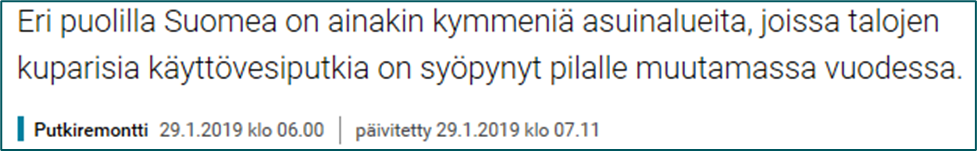 Eri puolilla Suomea on ainakin kymmeniä asuinalueita, joissa talojen
kuparisia käyttövesiputkia on syöpynyt pilalle muutamassa vuodessa.
Putkiremontti 29.1.2019 klo 06.00 | päivitetty 29.1.2019 klo 07.11